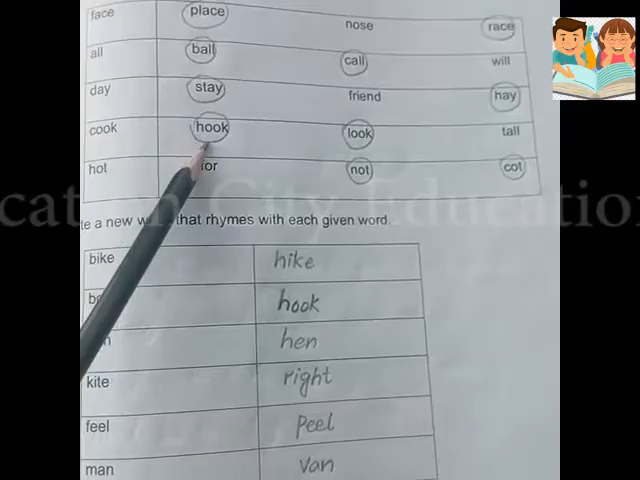 face place nose race
all ball call will
day stay friend hay
cook hook look tall
hot for not cot
te a new that rhymes with each given word.
bike hike
hook
hen
kite right
feel peel
man van